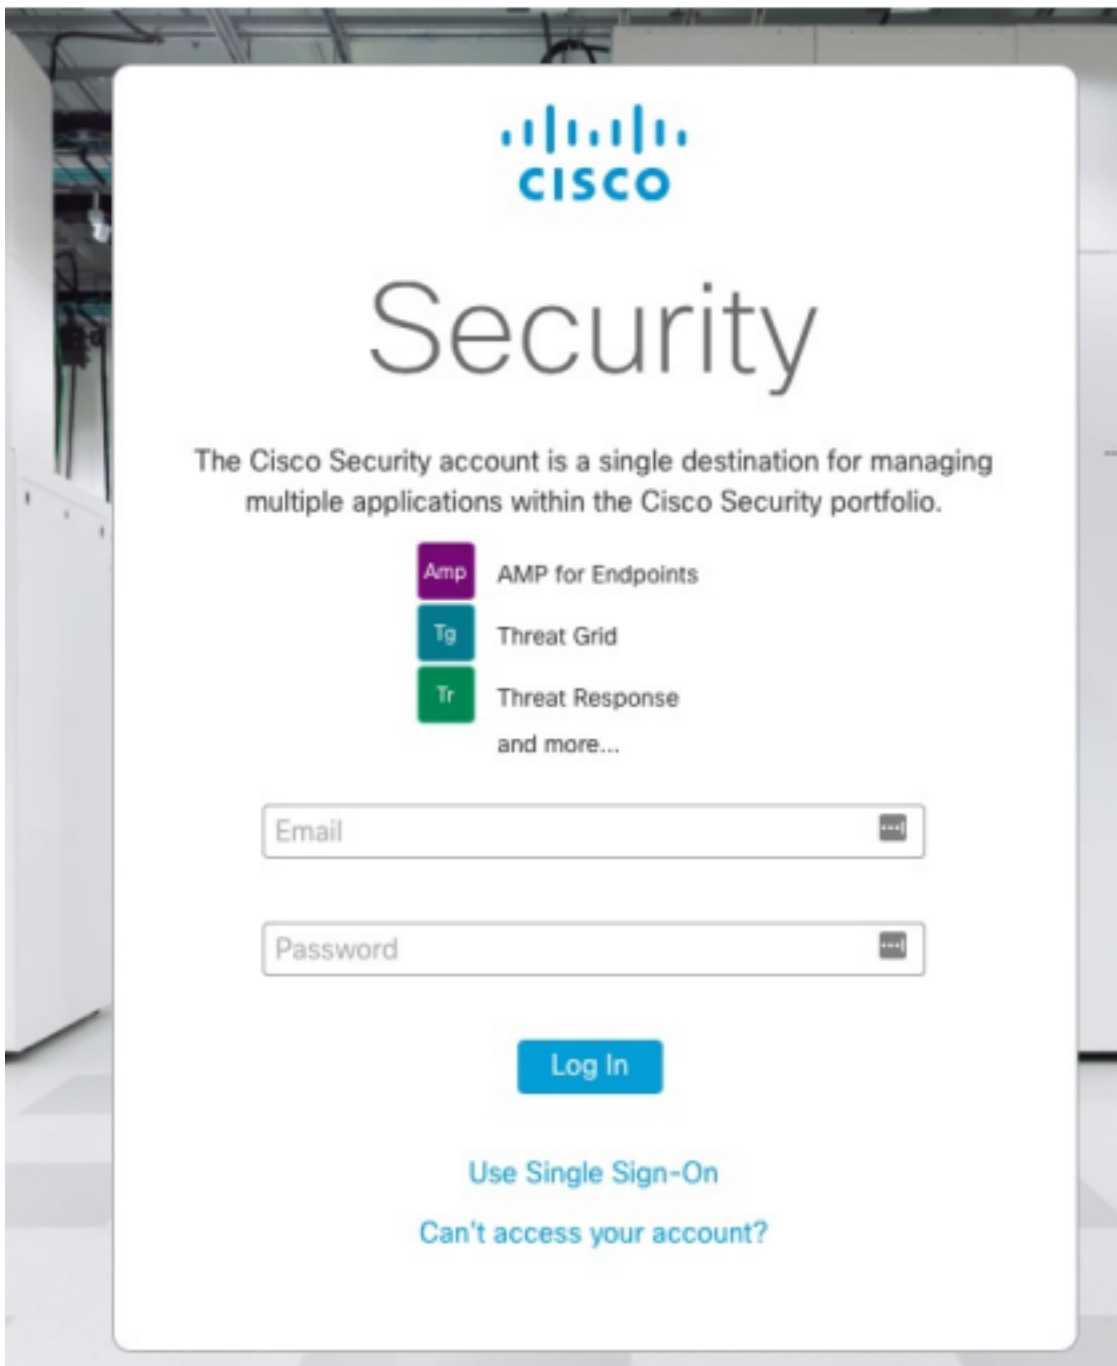 CISCO
Security
The Cisco Security account is a single destination for managing
multiple applications within the Cisco Security portfolio.
Amp AMP for Endpoints
Tg Threat Grid
Tr Threat Response
and more...
Email
Password
Log In
Use Single Sign-On
Can't access your account?